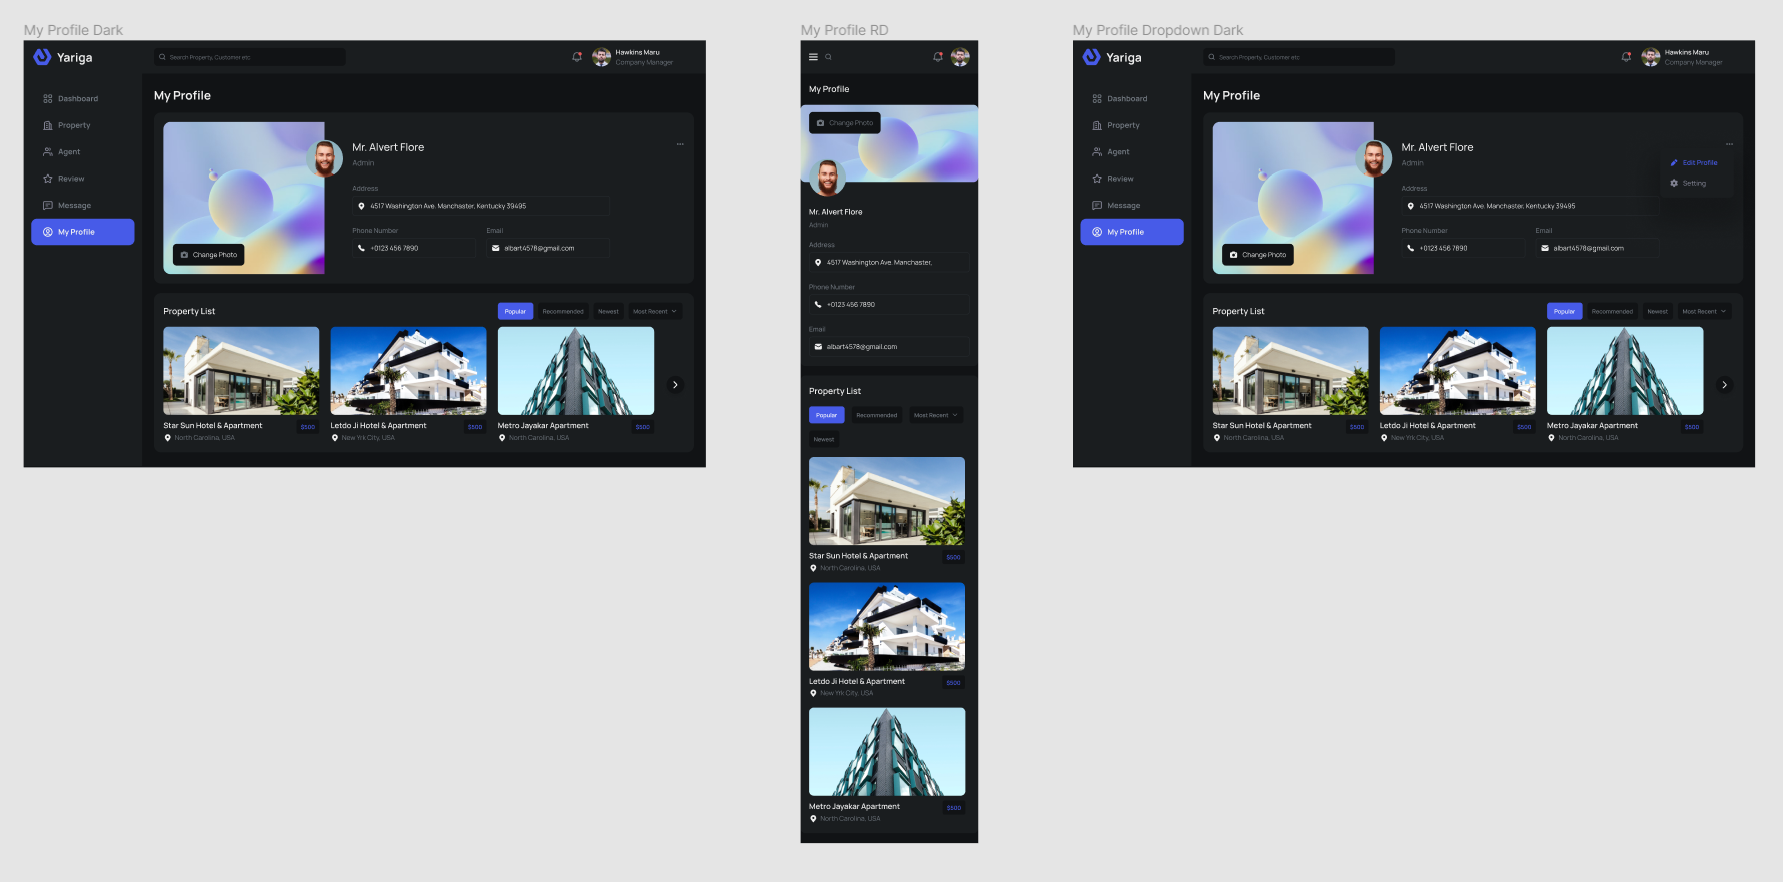 My Profile Dark
Yariga
Search Property, Customer etc
Hawkins Maru
Company Manager
Dashboard
Property
Agent
Review
Message
My Profile
My Profile
Change Photo
Mr. Alvert Flore
Admin
Address
4517 Washington Ave. Manchaster, Kentucky 39495
Phone Number
Email
+0123 456 7890
albart4578@gmail.com
Property List
Popular
Recommended
Newest
Most Recent
Star Sun Hotel & Apartment
$500
North Carolina, USA
Letdo Ji Hotel & Apartment
$500
New Yrk City, USA
Metro Jayakar Apartment
$500
North Carolina, USA
My Profile RD
My Profile
Change Photo
Mr. Alvert Flore
Admin
Address
4517 Washington Ave. Manchaster,
Phone Number
+0123 456 7890
Email
albart4578@gmail.com
Property List
Popular
Recommended
Most Recent
Newest
Star Sun Hotel & Apartment
$500
North Carolina, USA
Letdo Ji Hotel & Apartment
$500
New Yrk City, USA
Metro Jayakar Apartment
$500
North Carolina, USA
My Profile Dropdown Dark
Yariga
Search Property, Customer etc
Hawkins Maru
Company Manager
Dashboard
Property
Agent
Review
Message
My Profile
My Profile
Change Photo
Mr. Alvert Flore
Admin
Edit Profile
Setting
Address
4517 Washington Ave. Manchaster, Kentucky 39495
Phone Number
Email
+0123 456 7890
albart4578@gmail.com
Property List
Popular
Recommended
Newest
Most Recent
Star Sun Hotel & Apartment
$500
North Carolina, USA
Letdo Ji Hotel & Apartment
$500
New Yrk City, USA
Metro Jayakar Apartment
$500
North Carolina, USA